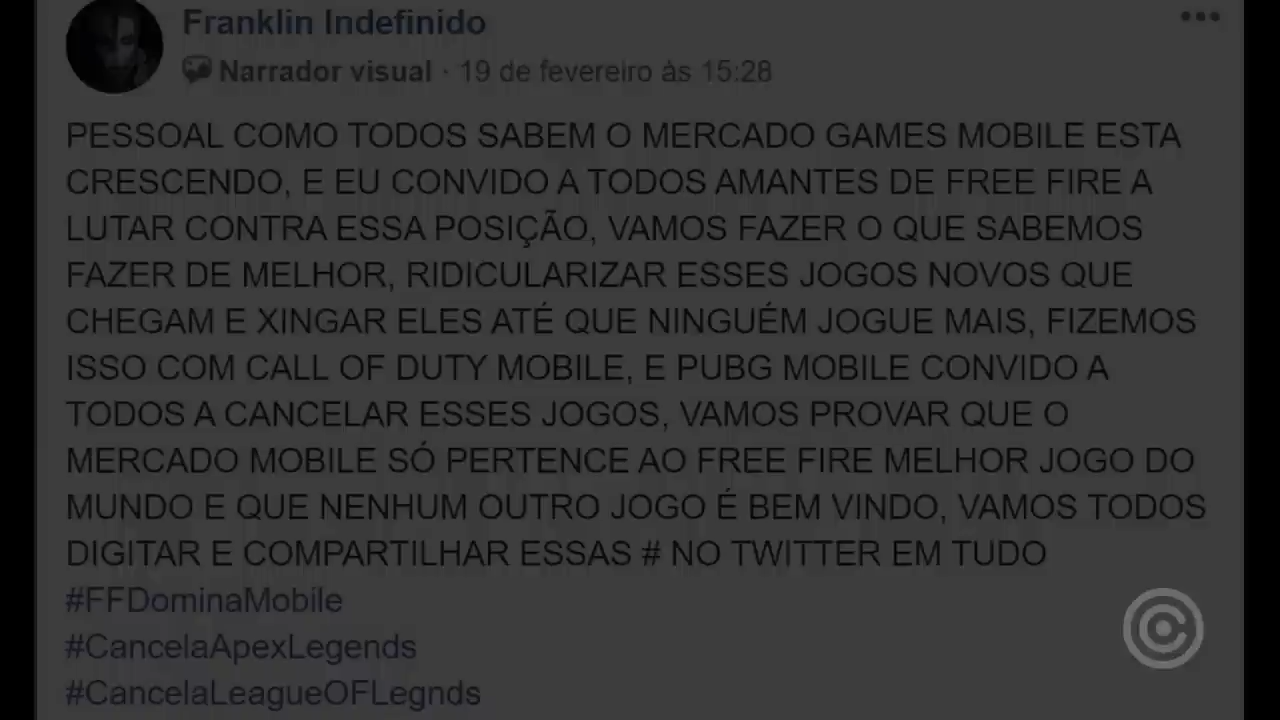 Franklin Indefinido
Narrador visual · 19 de fevereiro às 15:28
PESSOAL COMO TODOS SABEM O MERCADO GAMES MOBILE ESTA
CRESCENDO, E EU CONVIDO A TODOS AMANTES DE FREE FIRE A
LUTAR CONTRA ESSA POSIÇÃO, VAMOS FAZER O QUE SABEMOS
FAZER DE MELHOR, RIDICULARIZAR ESSES JOGOS NOVOS QUE
CHEGAM E XINGAR ELES ATÉ QUE NINGUÉM JOGUE MAIS, FIZEMOS
ISSO COM CALL OF DUTY MOBILE, E PUBG MOBILE CONVIDO A
TODOS A CANCELAR ESSES JOGOS, VAMOS PROVAR QUE O
MERCADO MOBILE SÓ PERTENCE AO FREE FIRE MELHOR JOGO DO
MUNDO E QUE NENHUM OUTRO JOGO É BEM VINDO, VAMOS TODOS
DIGITAR E COMPARTILHAR ESSAS # NO TWITTER EM TUDO
#FFDominaMobile
#CancelaApexLegends
#CancelaLeagueOFLegnds